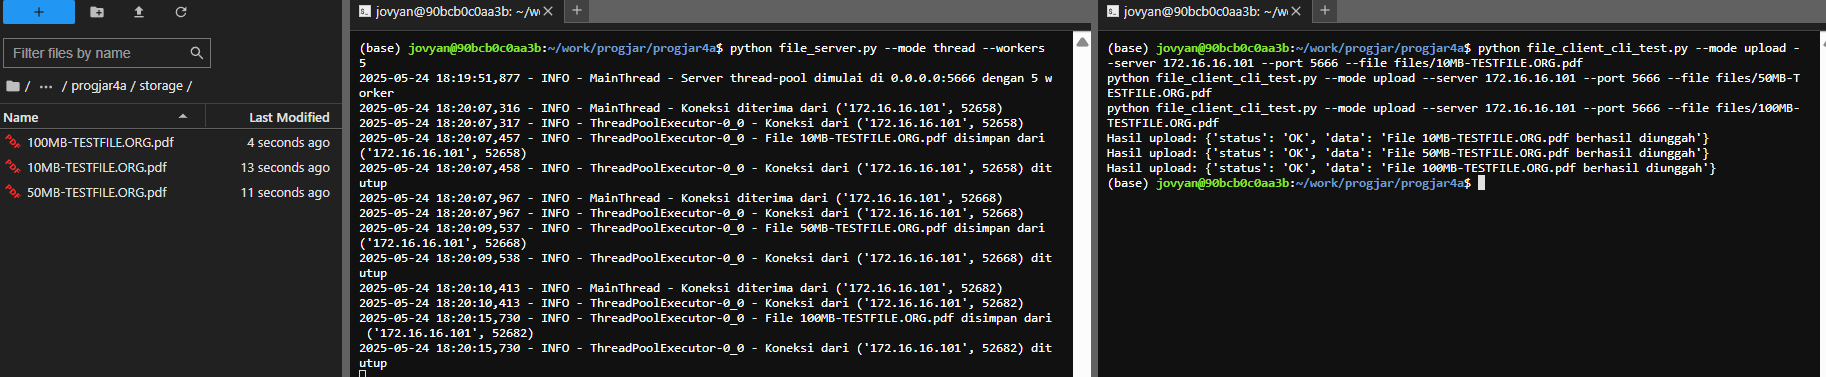 Filter files by name
/ ··· / progjar4a / storage /
Name Last Modified
100MB-TESTFILE.ORG.pdf 4 seconds ago
10MB-TESTFILE.ORG.pdf 13 seconds ago
50MB-TESTFILE.ORG.pdf 11 seconds ago
jovyan@90bcb0c0aa3b: ~/w
(base) jovyan@90bcb0c0aa3b:~/work/progjar/progjar4a$ python file_server.py --mode thread --workers
5
2025-05-24 18:19:51,877 - INFO - MainThread - Server thread-pool dimulai di 0.0.0.0:5666 dengan 5 w
orker
2025-05-24 18:20:07,316 - INFO - MainThread - Koneksi diterima dari ('172.16.16.101', 52658)
2025-05-24 18:20:07,317 - INFO - ThreadPoolExecutor-0_0 - Koneksi dari ('172.16.16.101', 52658)
2025-05-24 18:20:07,457 - INFO - ThreadPoolExecutor-0_0 - File 10MB-TESTFILE.ORG.pdf disimpan dari
('172.16.16.101', 52658)
2025-05-24 18:20:07,458 - INFO - ThreadPoolExecutor-0_0 - Koneksi dari ('172.16.16.101', 52658) dit
utup
2025-05-24 18:20:07,967 - INFO - MainThread - Koneksi diterima dari ('172.16.16.101', 52668)
2025-05-24 18:20:07,967 - INFO - ThreadPoolExecutor-0_0 - Koneksi dari ('172.16.16.101', 52668)
2025-05-24 18:20:09,537 - INFO - ThreadPoolExecutor-0_0 - File 50MB-TESTFILE.ORG.pdf disimpan dari
('172.16.16.101', 52668)
2025-05-24 18:20:09,538 - INFO - ThreadPoolExecutor-0_0 - Koneksi dari ('172.16.16.101', 52668) dit
utup
2025-05-24 18:20:10,413 - INFO - MainThread - Koneksi diterima dari ('172.16.16.101', 52682)
2025-05-24 18:20:10,413 - INFO - ThreadPoolExecutor-0_0 - Koneksi dari ('172.16.16.101', 52682)
2025-05-24 18:20:15,730 - INFO - ThreadPoolExecutor-0_0 - File 100MB-TESTFILE.ORG.pdf disimpan dari
('172.16.16.101', 52682)
2025-05-24 18:20:15,730 - INFO - ThreadPoolExecutor-0_0 - Koneksi dari ('172.16.16.101', 52682) dit
utup
jovyan@90bcb0c0aa3b: ~/w
(base) jovyan@90bcb0c0aa3b:~/work/progjar/progjar4a$ python file_client_cli_test.py --mode upload -
-server 172.16.16.101 --port 5666 --file files/10MB-TESTFILE.ORG.pdf
python file_client_cli_test.py --mode upload --server 172.16.16.101 --port 5666 --file files/50MB-T
ESTFILE.ORG.pdf
python file_client_cli_test.py --mode upload --server 172.16.16.101 --port 5666 --file files/100MB-
TESTFILE.ORG.pdf
Hasil upload: {'status': 'OK', 'data': 'File 10MB-TESTFILE.ORG.pdf berhasil diunggah'}
Hasil upload: {'status': 'OK', 'data': 'File 50MB-TESTFILE.ORG.pdf berhasil diunggah'}
Hasil upload: {'status': 'OK', 'data': 'File 100MB-TESTFILE.ORG.pdf berhasil diunggah'}
(base) jovyan@90bcb0c0aa3b:~/work/progjar/progjar4a$